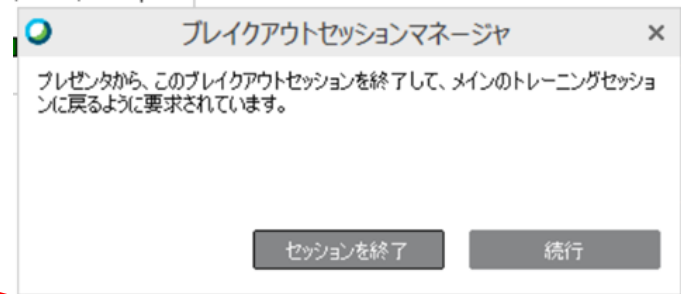 ブレイクアウトセッションマネージャ
プレゼンタから、このブレイクアウトセッションを終了して、メインのトレーニングセッショ
ンに戻るように要求されています。
セッションを終了
続行